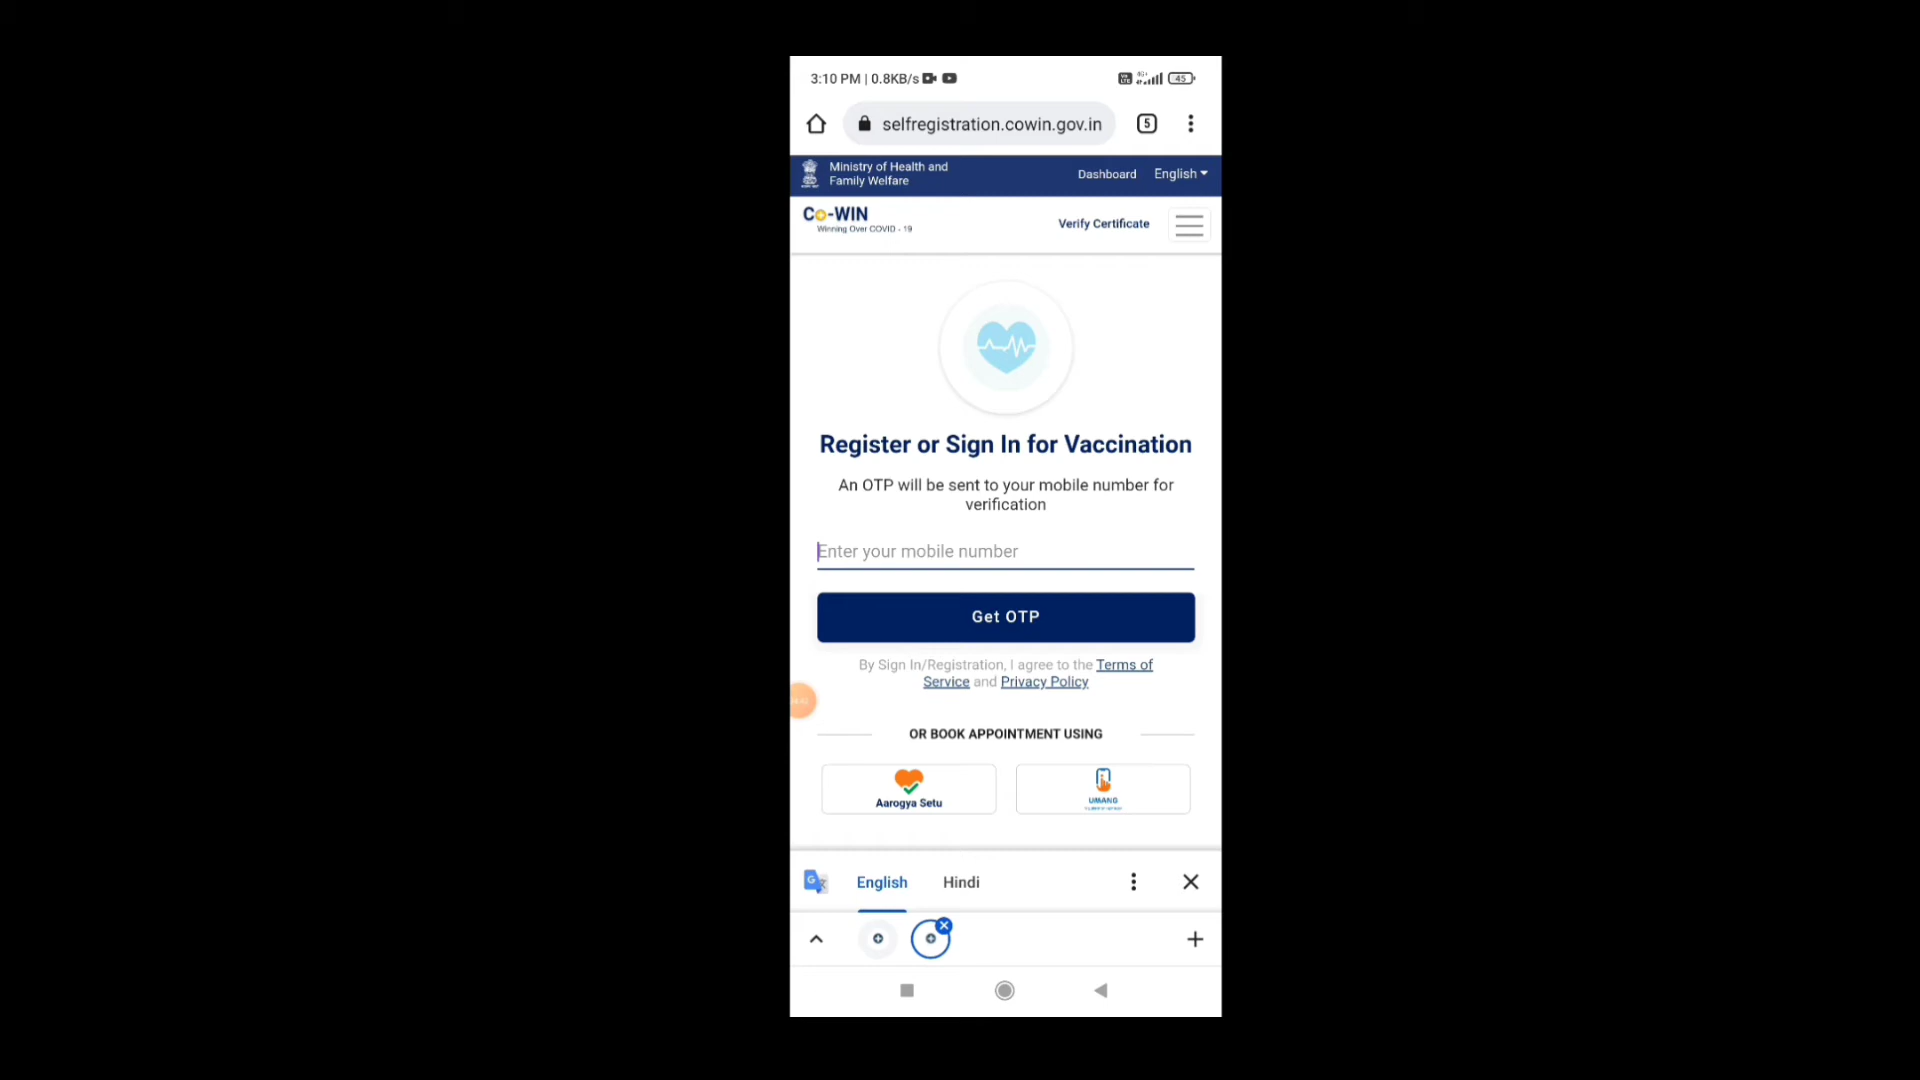 3:10 PM | 0.8KB/s
4G+
45
selfregistration.cowin.gov.in
5
Ministry of Health and
Family Welfare
Dashboard
English
Co-WIN
Winning Over COVID - 19
Verify Certificate
Register or Sign In for Vaccination
An OTP will be sent to your mobile number for
verification
Enter your mobile number
Get OTP
By Sign In/Registration, I agree to the Terms of
Service and Privacy Policy
OR BOOK APPOINTMENT USING
Aarogya Setu
UMANG
English
Hindi